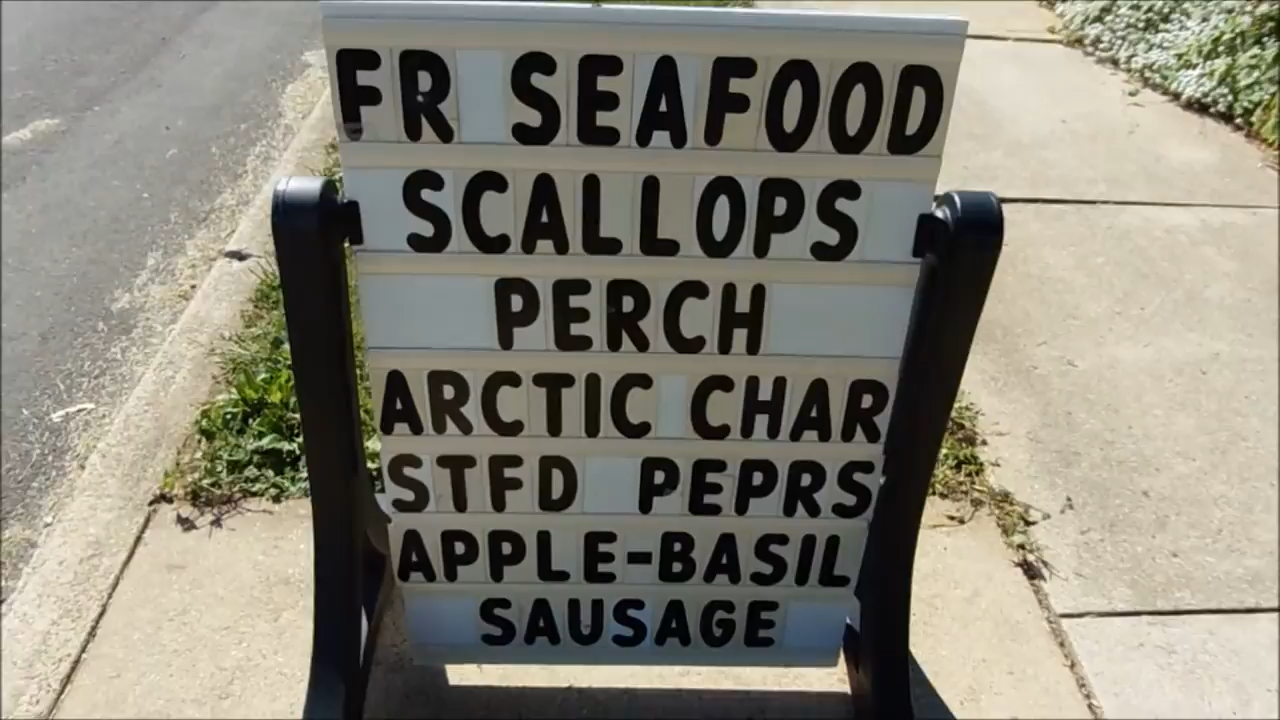 FR SEAFOOD
SCALLOPS
PERCH
ARCTIC CHAR
STFD PEPRS
APPLE-BASIL
SAUSAGE